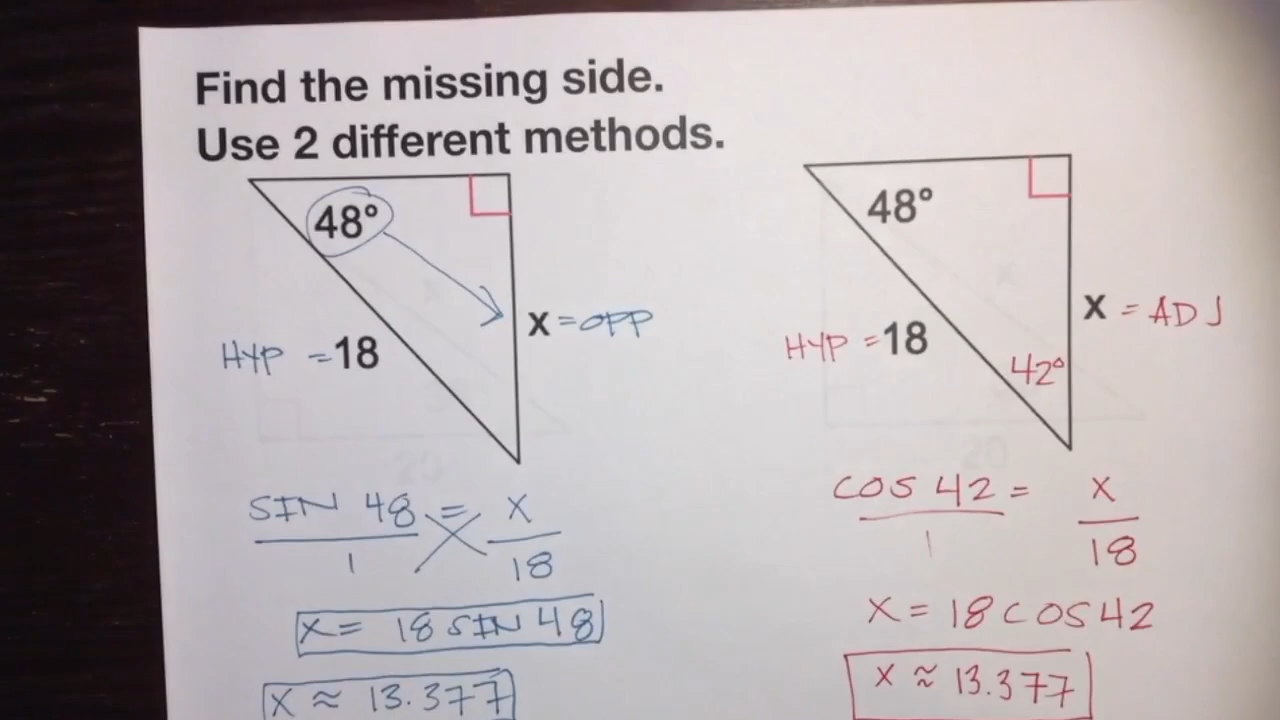 Find the missing side.
Use 2 different methods.
48°
x = OPP
HYP = 18
SIN 48 = x
1 18
x = 18 SIN 48
x ≈ 13.377
48°
x = ADJ
HYP = 18
42°
COS 42 = x
1 18
x = 18 COS 42
x ≈ 13.377